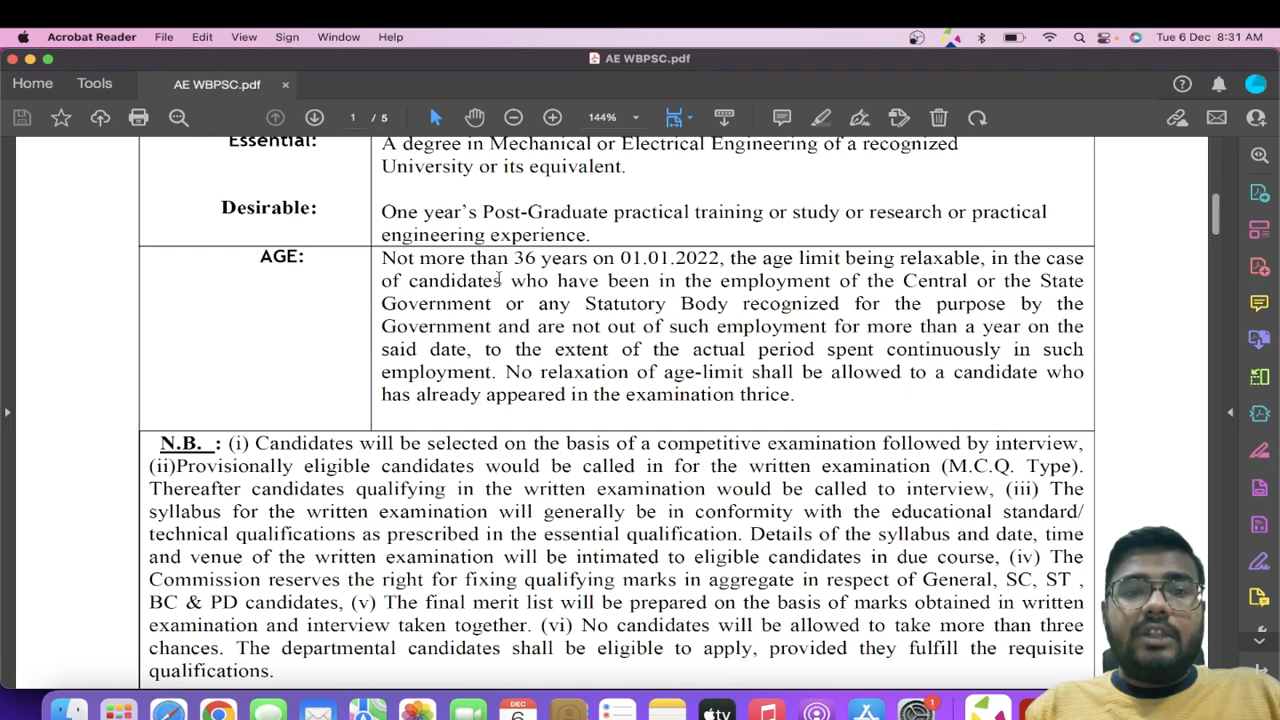 Acrobat Reader File Edit View Sign Window Help Tue 6 Dec 8:31 AM
AE WBPSC.pdf
Home Tools AE WBPSC.pdf ×
1 / 5 144%
Essential: A degree in Mechanical or Electrical Engineering of a recognized
University or its equivalent.
Desirable: One year's Post-Graduate practical training or study or research or practical
engineering experience.
AGE: Not more than 36 years on 01.01.2022, the age limit being relaxable, in the case
of candidates who have been in the employment of the Central or the State
Government or any Statutory Body recognized for the purpose by the
Government and are not out of such employment for more than a year on the
said date, to the extent of the actual period spent continuously in such
employment. No relaxation of age-limit shall be allowed to a candidate who
has already appeared in the examination thrice.
N.B. : (i) Candidates will be selected on the basis of a competitive examination followed by interview,
(ii)Provisionally eligible candidates would be called in for the written examination (M.C.Q. Type).
Thereafter candidates qualifying in the written examination would be called to interview, (iii) The
syllabus for the written examination will generally be in conformity with the educational standard/
technical qualifications as prescribed in the essential qualification. Details of the syllabus and date, time
and venue of the written examination will be intimated to eligible candidates in due course, (iv) The
Commission reserves the right for fixing qualifying marks in aggregate in respect of General, SC, ST ,
BC & PD candidates, (v) The final merit list will be prepared on the basis of marks obtained in written
examination and interview taken together. (vi) No candidates will be allowed to take more than three
chances. The departmental candidates shall be eligible to apply, provided they fulfill the requisite
qualifications.
DEC
6
tv
1